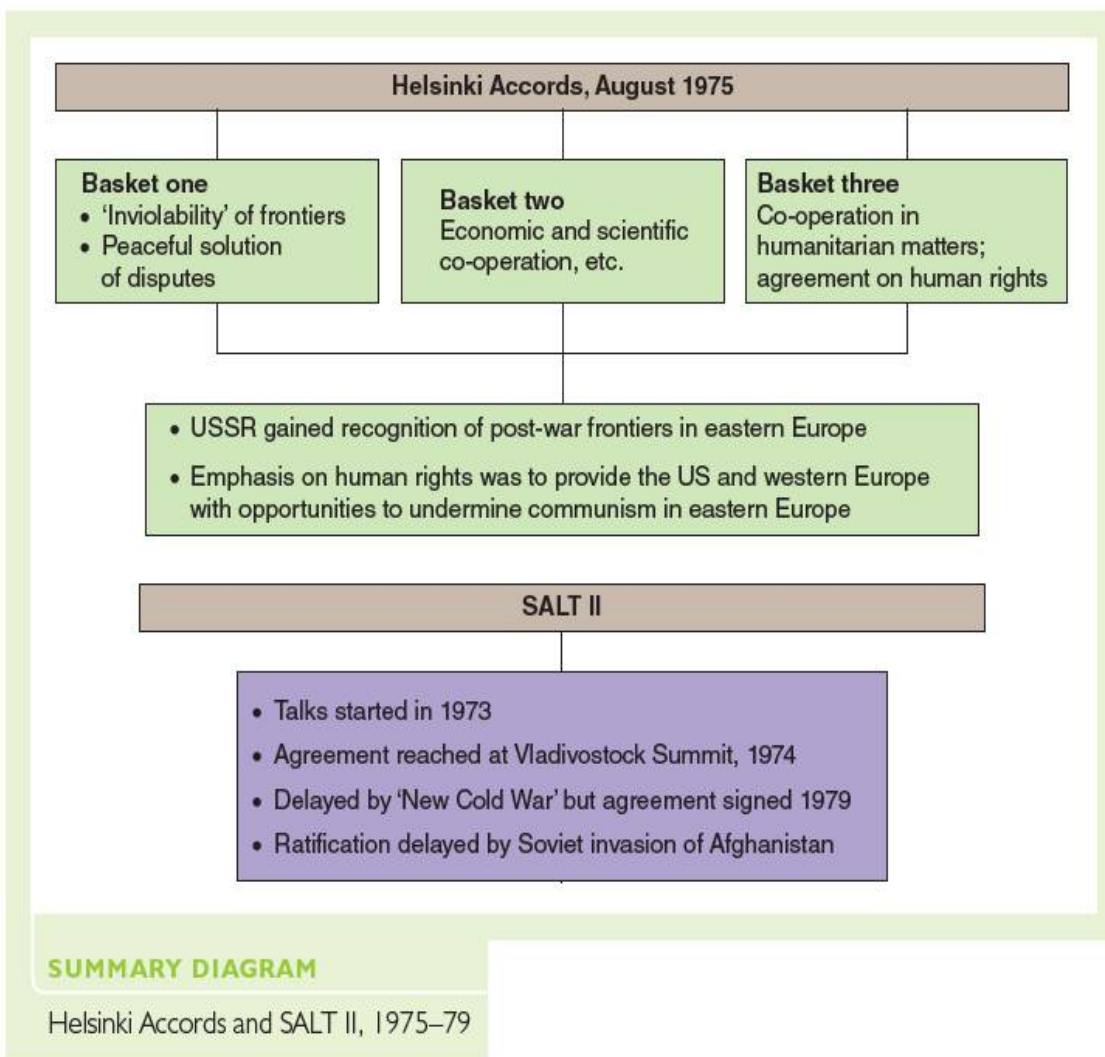 Helsinki Accords, August 1975
Basket one
• ‘Inviolability’ of frontiers
• Peaceful solution
of disputes
Basket two
Economic and scientific
co-operation, etc.
Basket three
Co-operation in
humanitarian matters;
agreement on human rights
• USSR gained recognition of post-war frontiers in eastern Europe
• Emphasis on human rights was to provide the US and western Europe
with opportunities to undermine communism in eastern Europe
SALT II
• Talks started in 1973
• Agreement reached at Vladivostock Summit, 1974
• Delayed by ‘New Cold War’ but agreement signed 1979
• Ratification delayed by Soviet invasion of Afghanistan
SUMMARY DIAGRAM
Helsinki Accords and SALT II, 1975–79